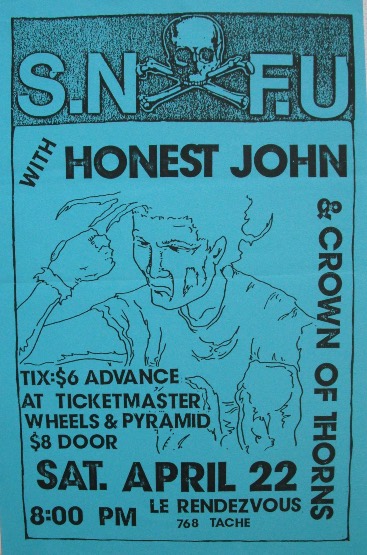 S.N F.U
WITH HONEST JOHN
& CROWN OF THORNS
TIX:$6 ADVANCE
AT TICKETMASTER
WHEELS & PYRAMID
$8 DOOR
SAT. APRIL 22
8:00 PM
LE RENDEZVOUS
768 TACHE